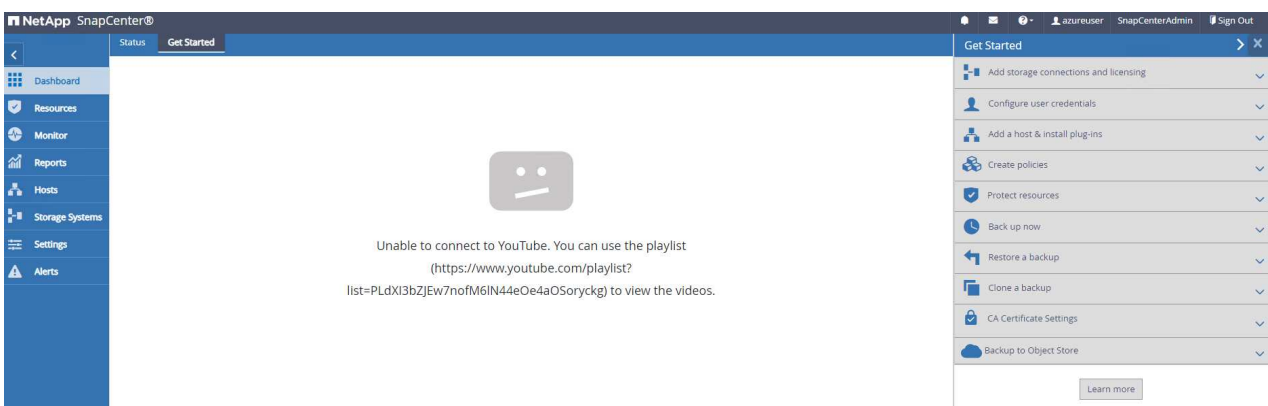 NetApp SnapCenter®
azureuser SnapCenterAdmin Sign Out
Status Get Started
Dashboard
Resources
Monitor
Reports
Hosts
Storage Systems
Settings
Alerts
Unable to connect to YouTube. You can use the playlist
(https://www.youtube.com/playlist?
list=PLdXI3bZJEw7nofM6lN44eOe4aOSoryckg) to view the videos.
Get Started
Add storage connections and licensing
Configure user credentials
Add a host & install plug-ins
Create policies
Protect resources
Back up now
Restore a backup
Clone a backup
CA Certificate Settings
Backup to Object Store
Learn more